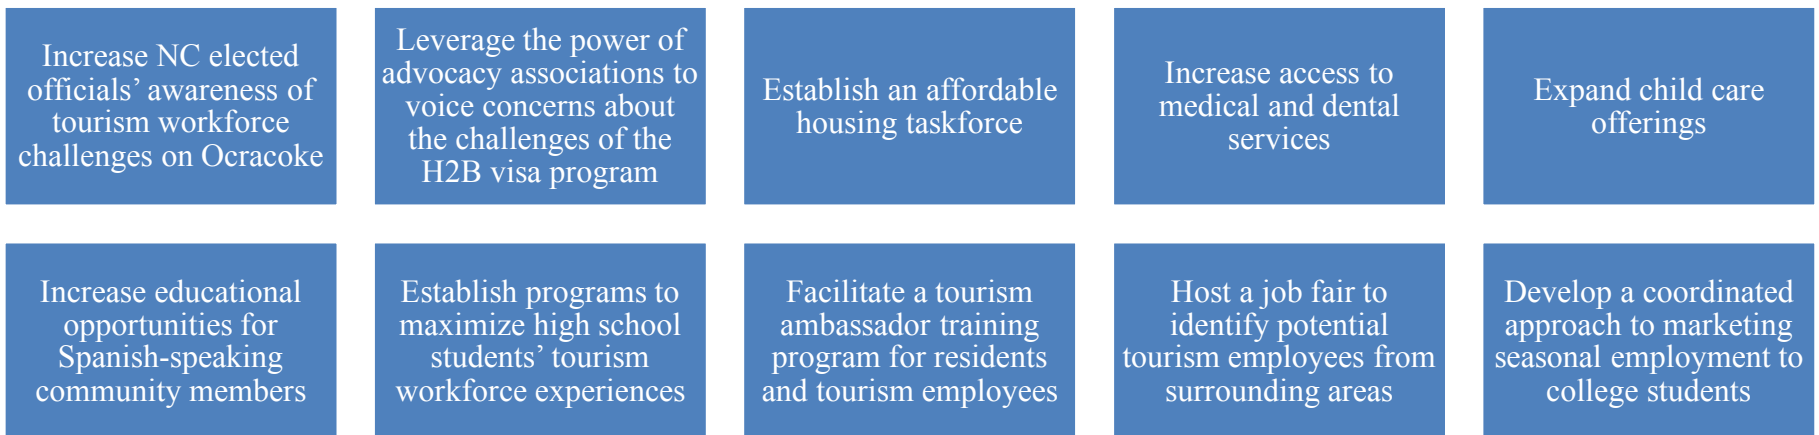 Increase NC elected
officials’ awareness of
tourism workforce
challenges on Ocracoke
Leverage the power of
advocacy associations to
voice concerns about
the challenges of the
H2B visa program
Establish an affordable
housing taskforce
Increase access to
medical and dental
services
Expand child care
offerings
Increase educational
opportunities for
Spanish-speaking
community members
Establish programs to
maximize high school
students’ tourism
workforce experiences
Facilitate a tourism
ambassador training
program for residents
and tourism employees
Host a job fair to
identify potential
tourism employees from
surrounding areas
Develop a coordinated
approach to marketing
seasonal employment to
college students